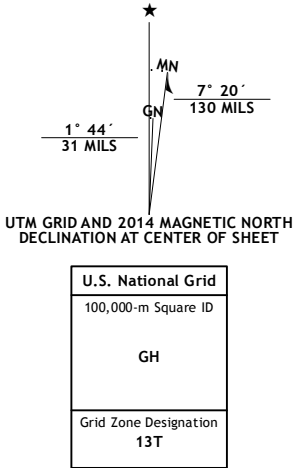 MN
GN
7° 20´
130 MILS
1° 44´
31 MILS
UTM GRID AND 2014 MAGNETIC NORTH
DECLINATION AT CENTER OF SHEET
U.S. National Grid
100,000-m Square ID
GH
Grid Zone Designation
13T